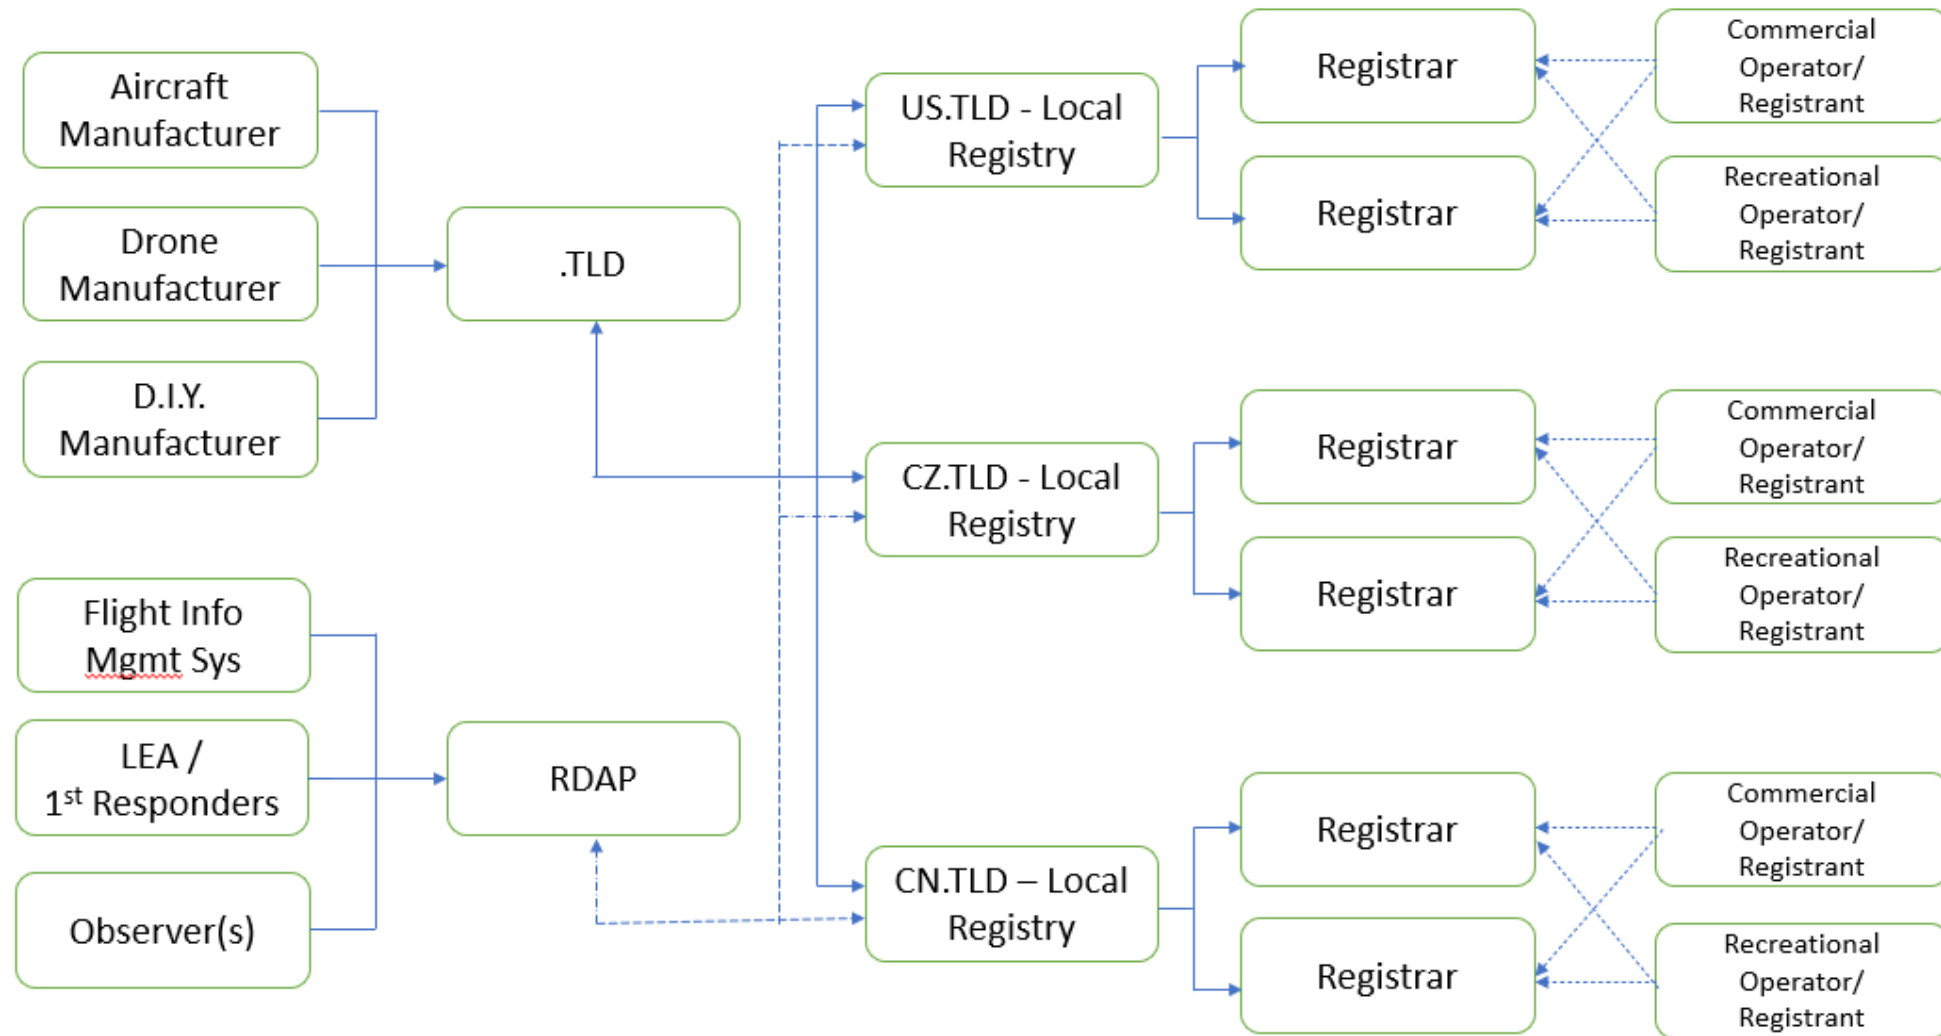 Aircraft
Manufacturer
Drone
Manufacturer
D.I.Y.
Manufacturer
.TLD
Flight Info
Mgmt Sys
LEA /
1st Responders
Observer(s)
RDAP
US.TLD - Local
Registry
CZ.TLD - Local
Registry
CN.TLD – Local
Registry
Registrar
Registrar
Commercial
Operator/
Registrant
Recreational
Operator/
Registrant
Registrar
Registrar
Commercial
Operator/
Registrant
Recreational
Operator/
Registrant
Registrar
Registrar
Commercial
Operator/
Registrant
Recreational
Operator/
Registrant